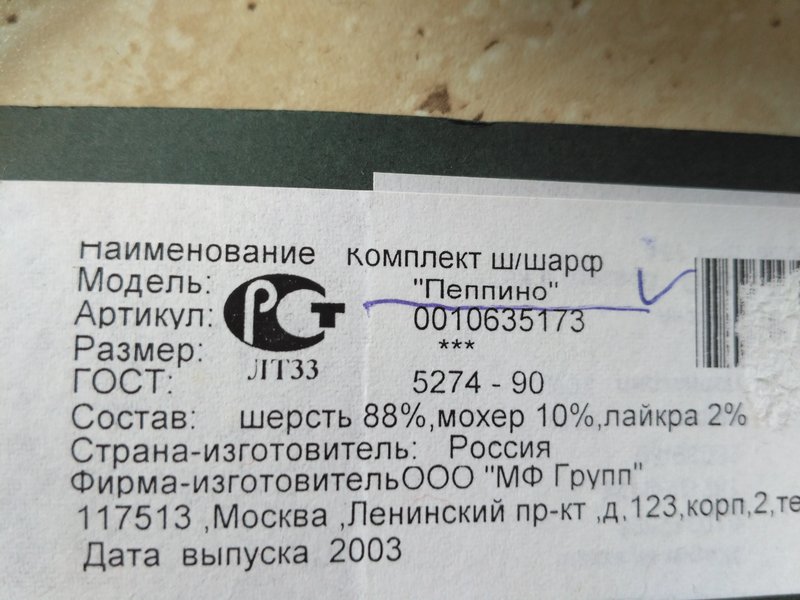 Наименование Комплект ш/шарф
Модель: "Пеппино"
Артикул: 0010635173
Размер: ***
ЛТ33
ГОСТ: 5274 - 90
Состав: шерсть 88%,мохер 10%,лайкра 2%
Страна-изготовитель: Россия
Фирма-изготовительООО "МФ Групп"
117513 ,Москва ,Ленинский пр-кт ,д,123,корп,2,те
Дата выпуска 2003